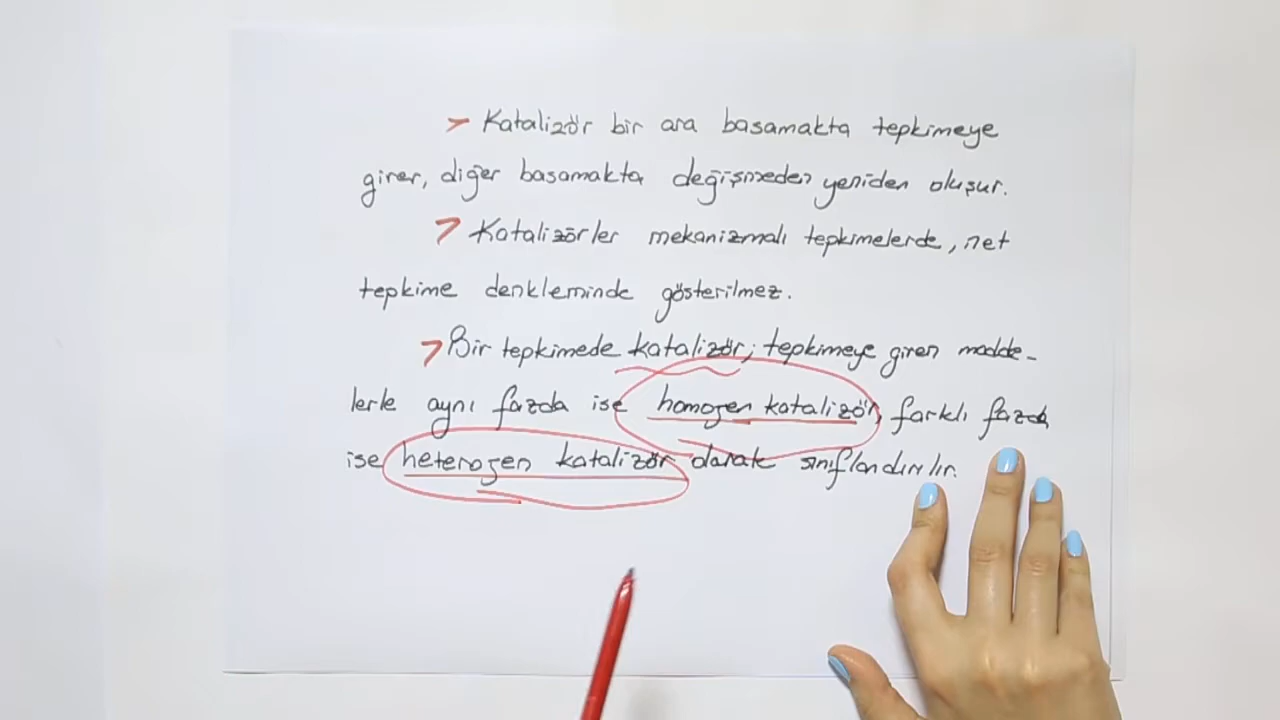 > Katalizör bir ara basamakta tepkimeye
girer, diğer basamakta değişmeden yeniden oluşur.
> Katalizörler mekanizmalı tepkimelerde, net
tepkime denkleminde gösterilmez.
> Bir tepkimede katalizör; tepkimeye giren madde-
lerle aynı fazda ise homojen katalizör, farklı fazda
ise heterojen katalizör olarak sınıflandırılır.